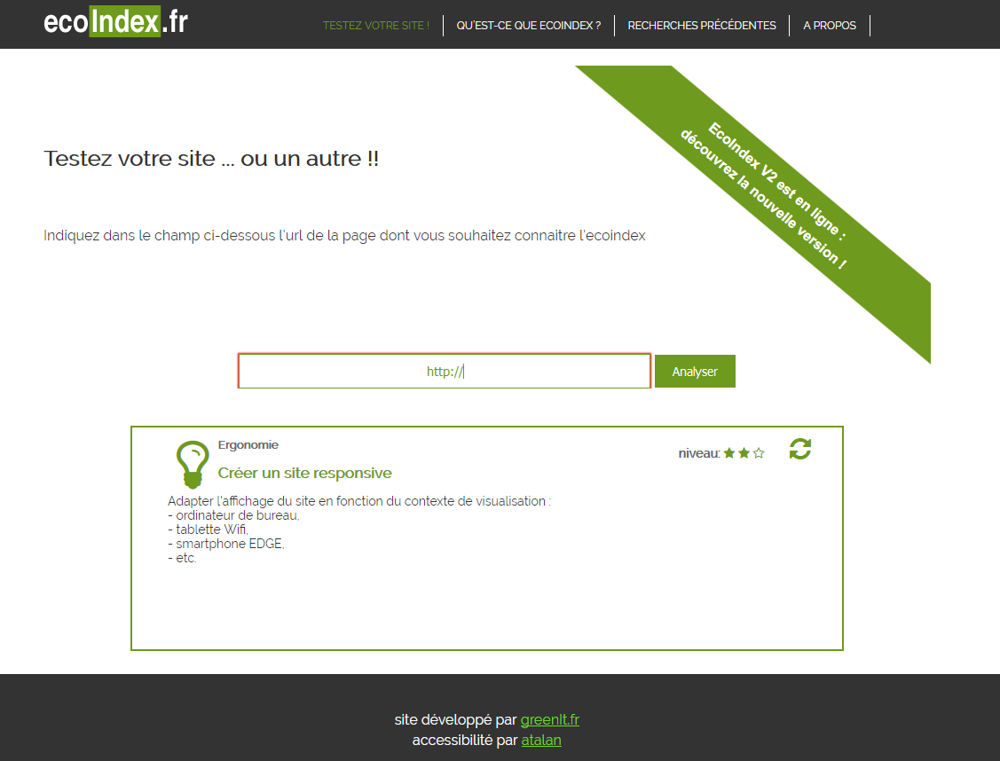 ecoIndex.fr
TESTEZ VOTRE SITE !
QU'EST-CE QUE ECOINDEX ?
RECHERCHES PRÉCÉDENTES
A PROPOS
EcoIndex V2 est en ligne :
découvrez la nouvelle version !
Testez votre site ... ou un autre !!
Indiquez dans le champ ci-dessous l'url de la page dont vous souhaitez connaitre l'ecoindex
http://
Analyser
Ergonomie
niveau:
Créer un site responsive
Adapter l'affichage du site en fonction du contexte de visualisation :
- ordinateur de bureau,
- tablette Wifi,
- smartphone EDGE,
- etc.
site développé par greenIt.fr
accessibilité par atalan